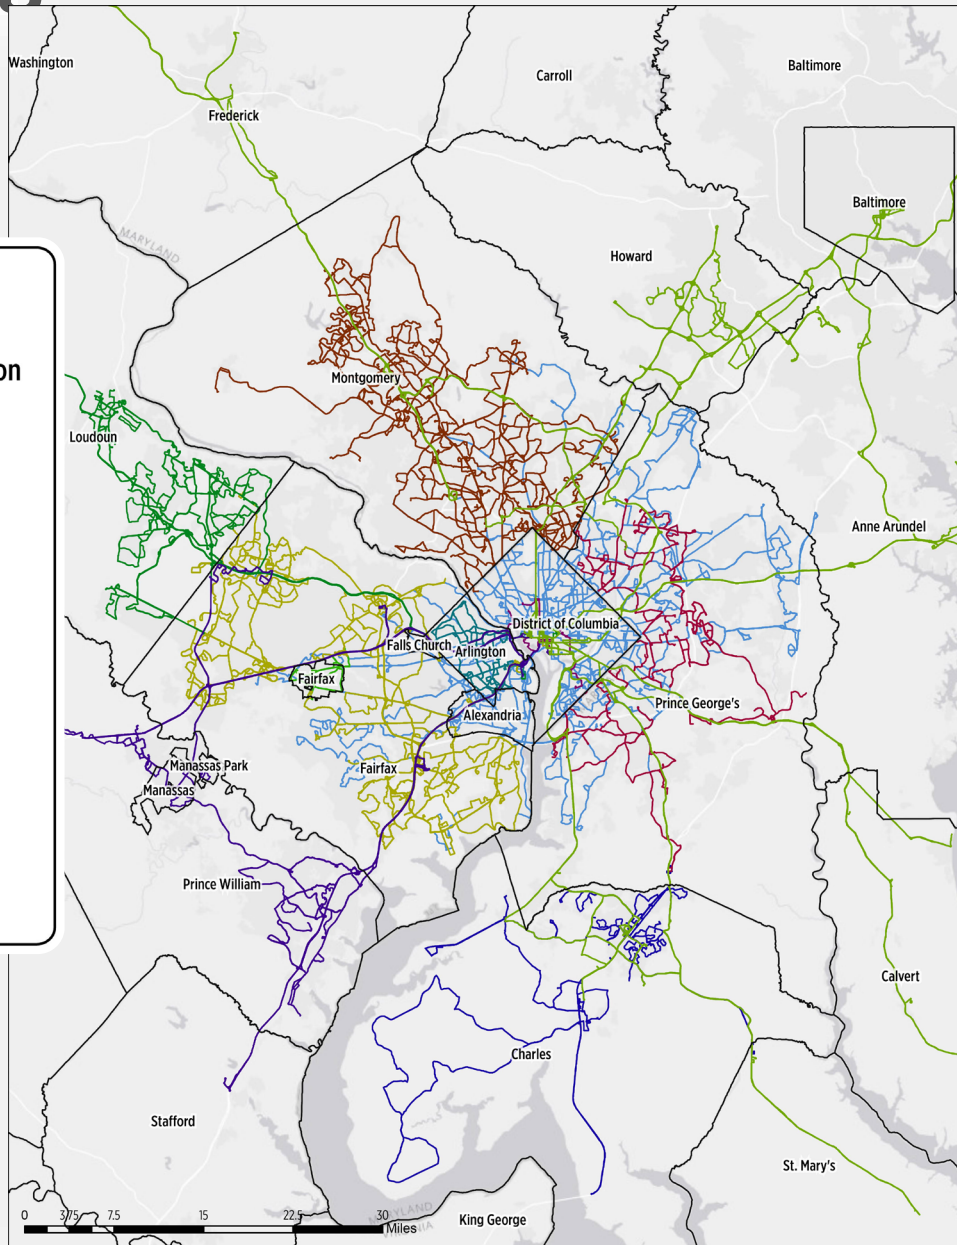 Washington
Carroll
Baltimore
Frederick
Baltimore
MARYLAND
Howard
on
Montgomery
Loudoun
Anne Arundel
District of Columbia
Falls Church
Arlington
Fairfax
Prince George's
Alexandria
Manassas Park
Fairfax
Manassas
Prince William
Calvert
Charles
Stafford
St. Mary's
MARYLAND
King George
0 3.75 7.5 15 22.5 30
Miles